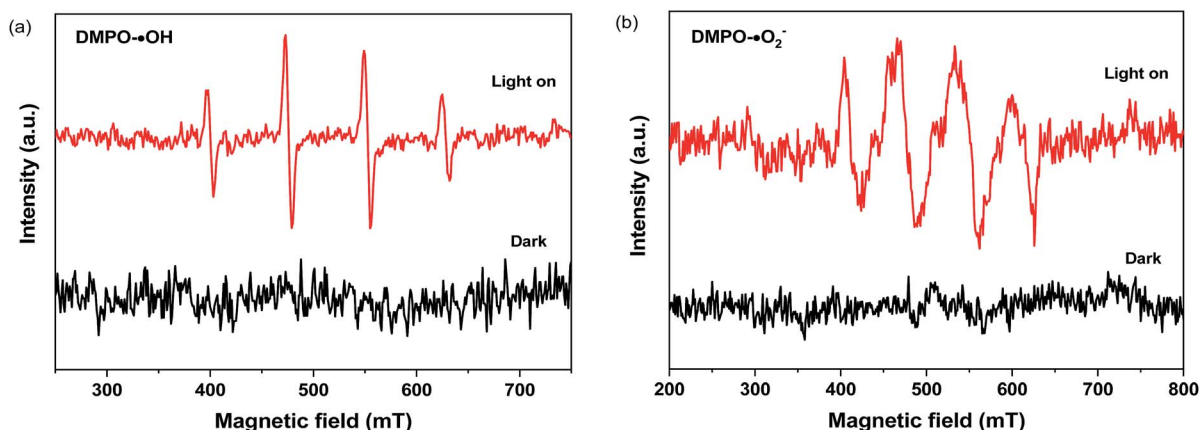 (a)
DMPO-•OH
Light on
Dark
Intensity (a.u.)
300 400 500 600 700
Magnetic field (mT)
(b)
DMPO-•O₂⁻
Light on
Dark
Intensity (a.u.)
200 300 400 500 600 700 800
Magnetic field (mT)